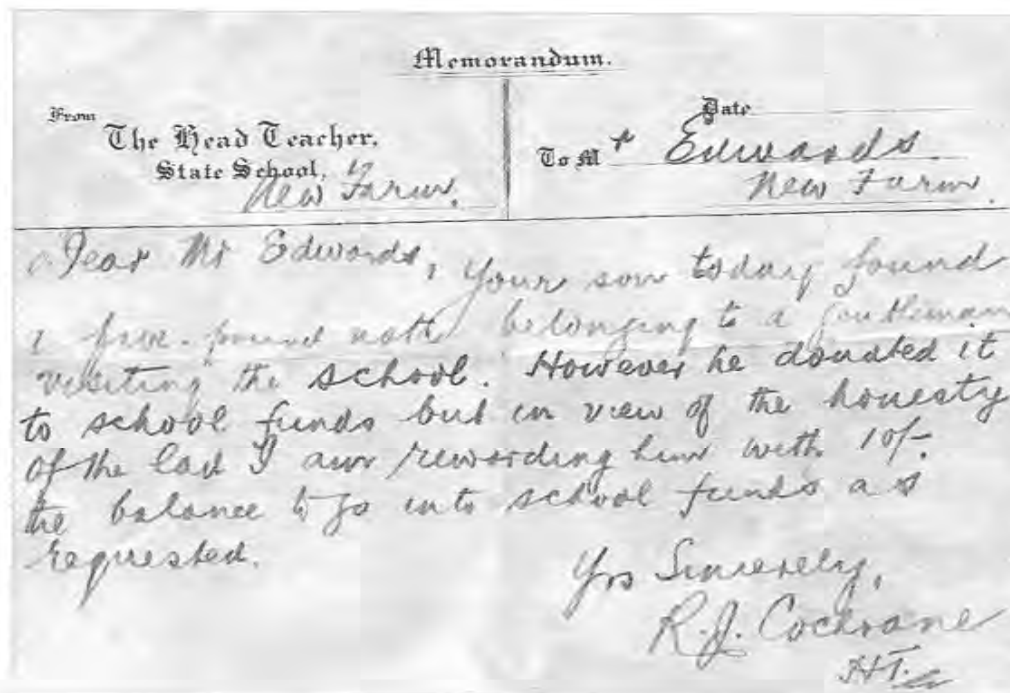 Memorandum.
From
The Head Teacher.
State School,
New Farm.
Date
To Mr Edwards.
New Farm
Dear Mr Edwards, Your son today found
a five-pound note belonging to a gentleman
visiting the school. However he donated it
to school funds but in view of the honesty
of the lad I am rewarding him with 10/-.
the balance to go into school funds as
requested.
Yrs Sincerely,
R.J. Cochrane
HT.